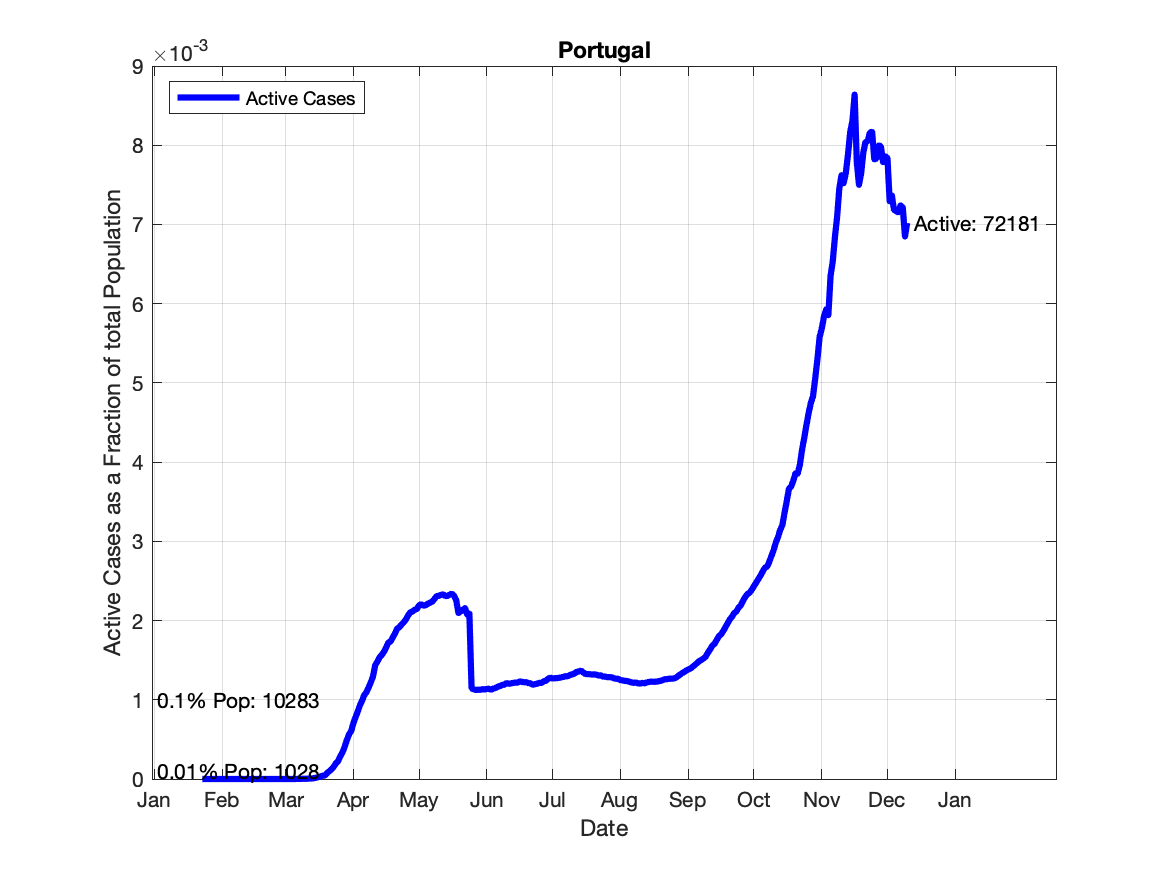 ×10-3
Portugal
Active Cases
9
8
7
6
5
4
3
2
1
0
Active Cases as a Fraction of total Population
Active: 72181
0.1% Pop: 10283
0.01% Pop: 1028
Jan Feb Mar Apr May Jun Jul Aug Sep Oct Nov Dec Jan
Date